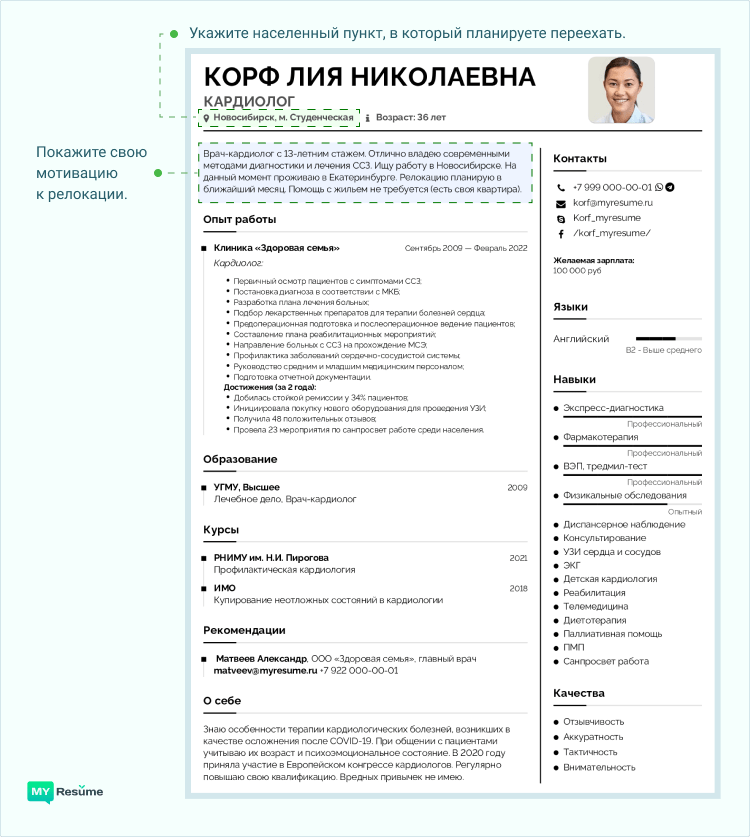 Укажите населенный пункт, в который планируете переехать.
КОРФ ЛИЯ НИКОЛАЕВНА
КАРДИОЛОГ
Новосибирск, м. Студенческая
Возраст: 36 лет
Покажите свою
мотивацию
к релокации.
Врач-кардиолог с 13-летним стажем. Отлично владею современными
методами диагностики и лечения ССЗ. Ищу работу в Новосибирске. На
данный момент проживаю в Екатеринбурге. Релокацию планирую в
ближайший месяц. Помощь с жильем не требуется (есть своя квартира).
Опыт работы
Клиника «Здоровая семья»
Сентябрь 2009 — Февраль 2022
Кардиолог:
Первичный осмотр пациентов с симптомами ССЗ;
Постановка диагноза в соответствии с МКБ;
Разработка плана лечения больных;
Подбор лекарственных препаратов для терапии болезней сердца;
Предоперационная подготовка и послеоперационное ведение пациентов;
Составление плана реабилитационных мероприятий;
Направление больных с ССЗ на прохождение МСЭ;
Профилактика заболеваний сердечно-сосудистой системы;
Руководство средним и младшим медицинским персоналом;
Подготовка отчетной документации.
Достижения (за 2 года):
Добилась стойкой ремиссии у 34% пациентов;
Инициировала покупку нового оборудования для проведения УЗИ;
Получила 48 положительных отзывов;
Провела 23 мероприятия по санпросвет работе среди населения.
Образование
УГМУ, Высшее
2009
Лечебное дело, Врач-кардиолог
Курсы
РНИМУ им. Н.И. Пирогова
2021
Профилактическая кардиология
ИМО
2018
Купирование неотложных состояний в кардиологии
Рекомендации
Матвеев Александр, ООО «Здоровая семья», главный врач
matveev@myresume.ru +7 922 000-00-01
О себе
Знаю особенности терапии кардиологических болезней, возникших в
качестве осложнения после COVID-19. При общении с пациентами
учитываю их возраст и психоэмоциональное состояние. В 2020 году
приняла участие в Европейском конгрессе кардиологов. Регулярно
повышаю свою квалификацию. Вредных привычек не имею.
Контакты
+7 999 000-00-01
korf@myresume.ru
Korf_myresume
/korf_myresume/
Желаемая зарплата:
100 000 руб
Языки
Английский
B2 - Выше среднего
Навыки
Экспресс-диагностика
Профессиональный
Фармакотерапия
Профессиональный
ВЭП, тредмил-тест
Профессиональный
Физикальные обследования
Опытный
Диспансерное наблюдение
Консультирование
УЗИ сердца и сосудов
ЭКГ
Детская кардиология
Реабилитация
Телемедицина
Диетотерапия
Паллиативная помощь
ПМП
Санпросвет работа
Качества
Отзывчивость
Аккуратность
Тактичность
Внимательность
MY Resume